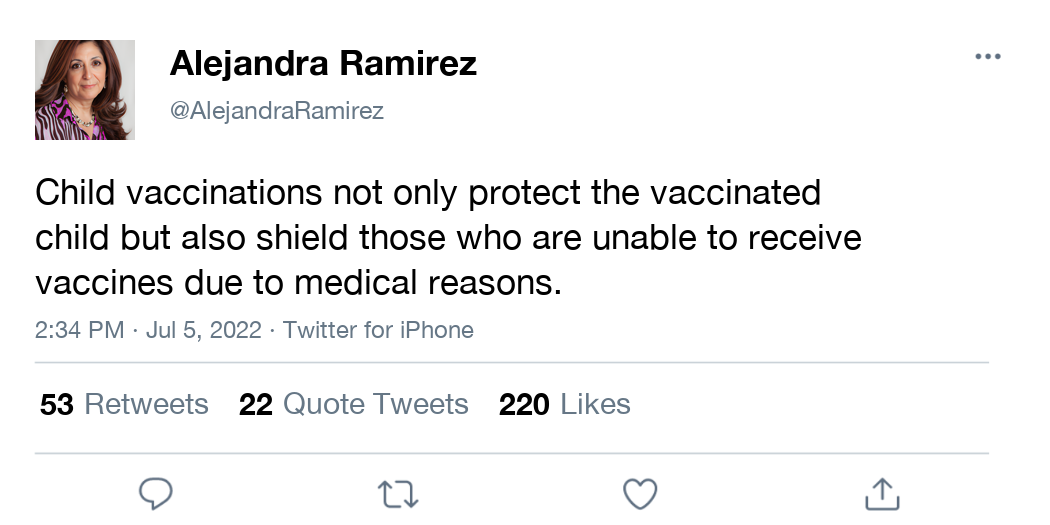 Alejandra Ramirez
@AlejandraRamirez
Child vaccinations not only protect the vaccinated
child but also shield those who are unable to receive
vaccines due to medical reasons.
2:34 PM · Jul 5, 2022 · Twitter for iPhone
53 Retweets 22 Quote Tweets 220 Likes